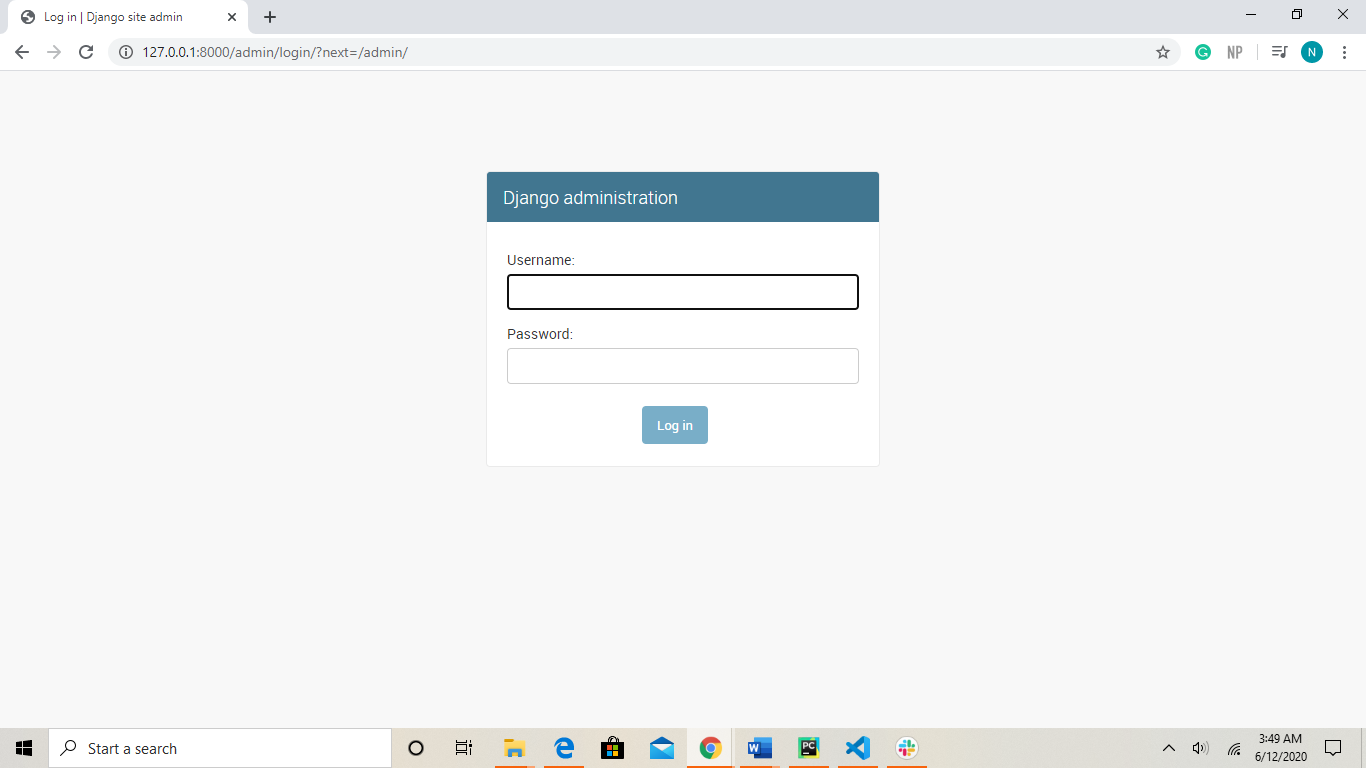 Log in | Django site admin
127.0.0.1:8000/admin/login/?next=/admin/
NP
N
Django administration
Username:
Password:
Log in
Start a search
PC
3:49 AM
6/12/2020